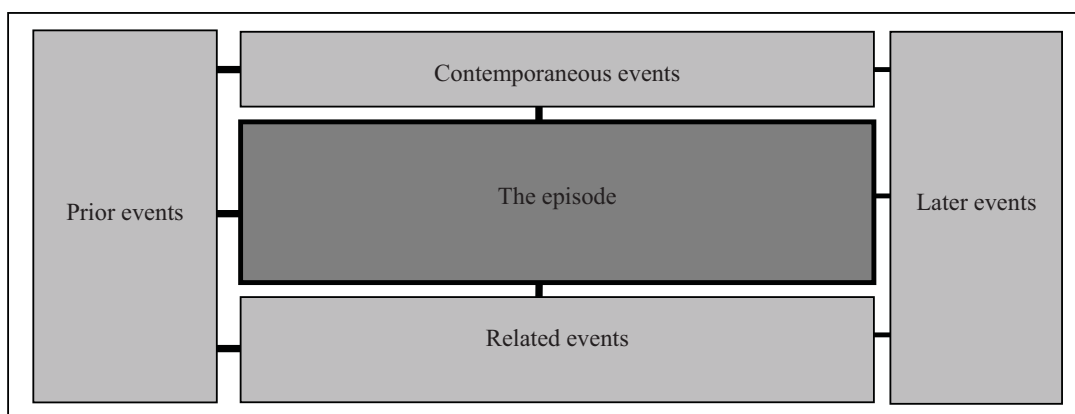 Contemporaneous events
The episode
Prior events
Later events
Related events